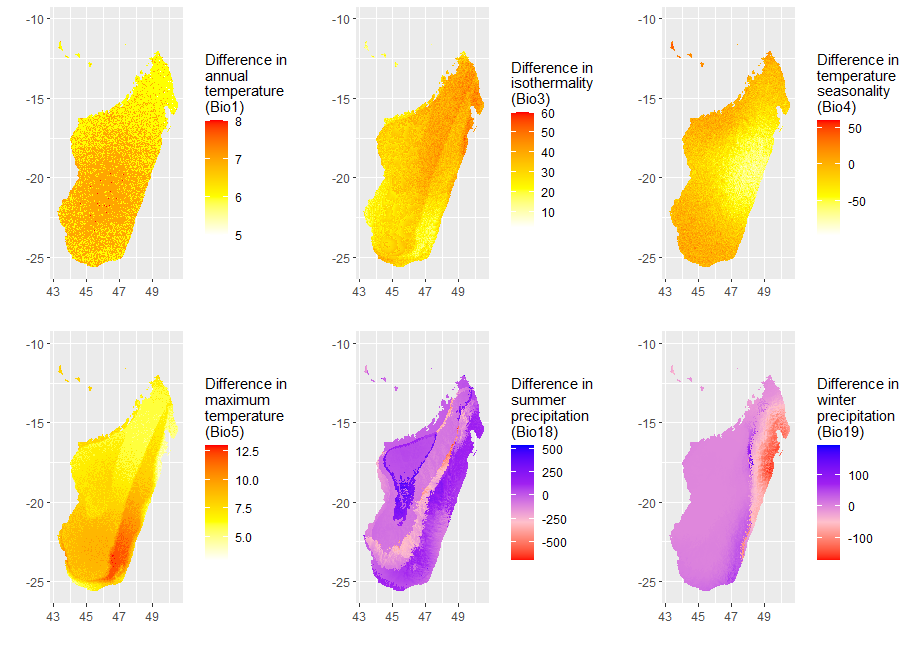 -10
-15
-20
-25
43 45 47 49
Difference in
annual
temperature
(Bio1)
8
7
6
5
-10
-15
-20
-25
43 45 47 49
Difference in
isothermality
(Bio3)
60
50
40
30
20
10
-10
-15
-20
-25
43 45 47 49
Difference in
temperature
seasonality
(Bio4)
50
0
-50
-10
-15
-20
-25
43 45 47 49
Difference in
maximum
temperature
(Bio5)
12.5
10.0
7.5
5.0
-10
-15
-20
-25
43 45 47 49
Difference in
summer
precipitation
(Bio18)
500
250
0
-250
-500
-10
-15
-20
-25
43 45 47 49
Difference in
winter
precipitation
(Bio19)
100
0
-100